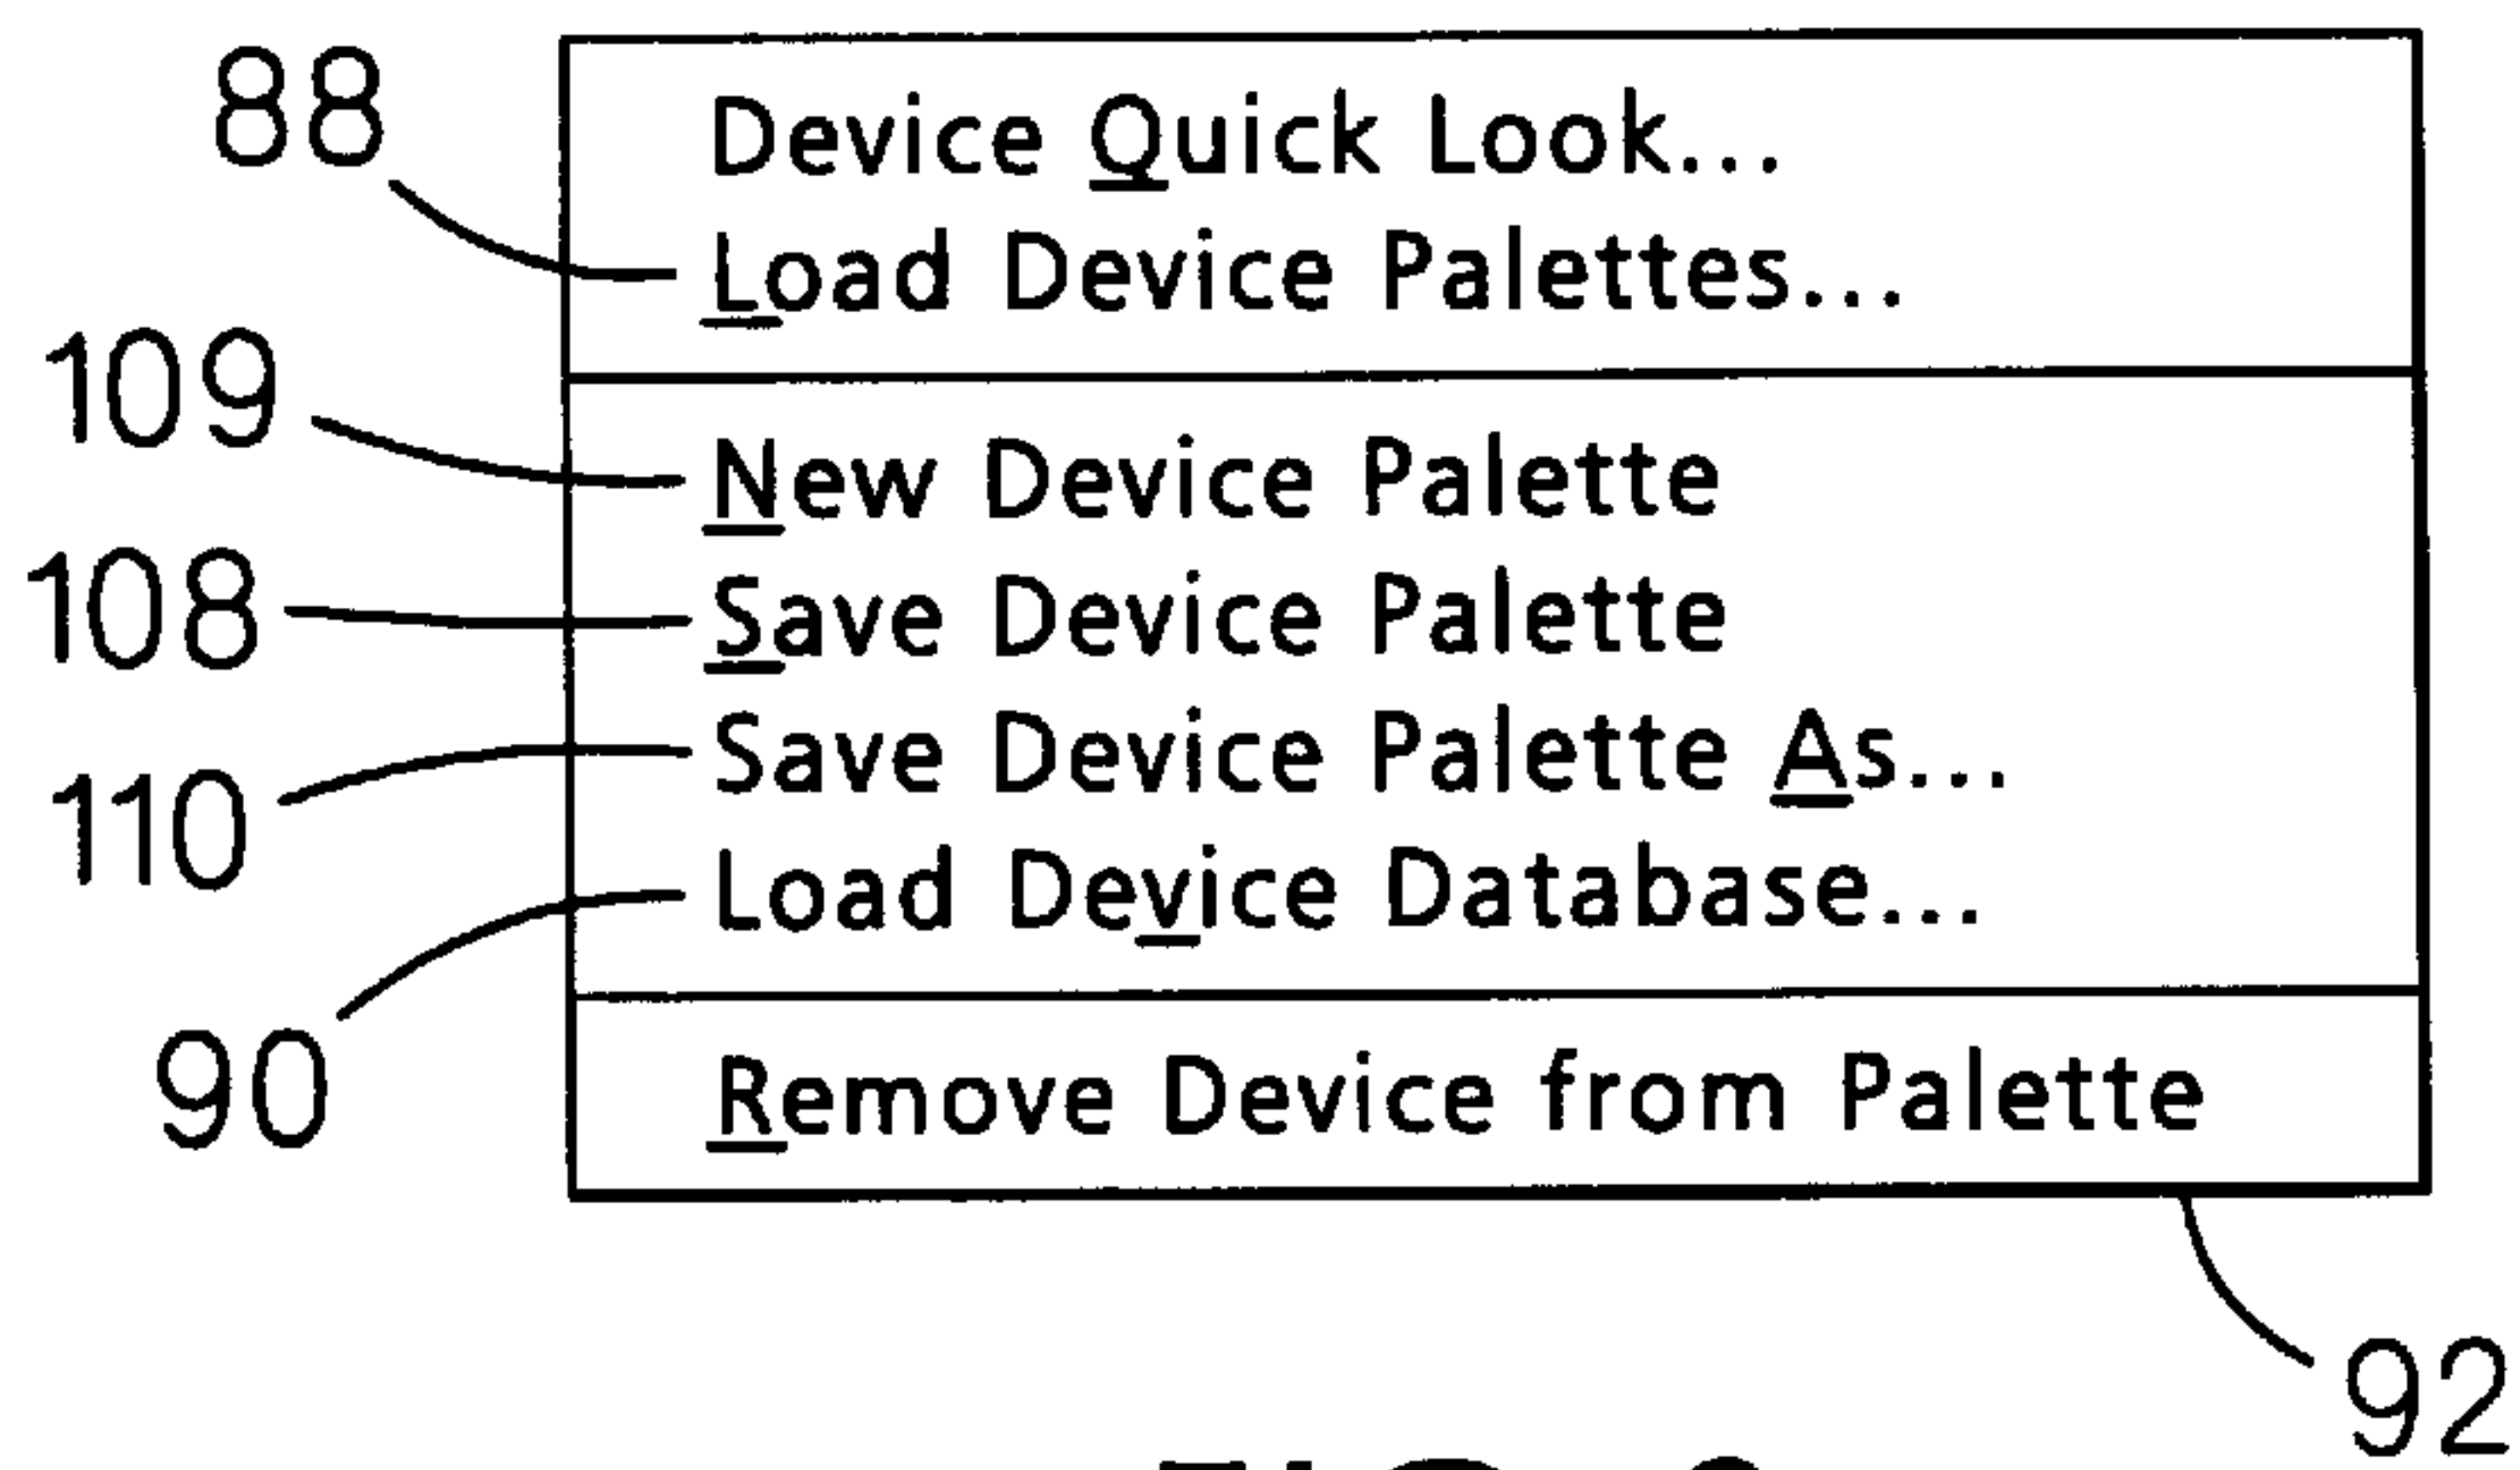 88
Device Quick Look...
Load Device Palettes...
109
New Device Palette
108
Save Device Palette
110
Save Device Palette As...
Load Device Database...
90
Remove Device from Palette
92